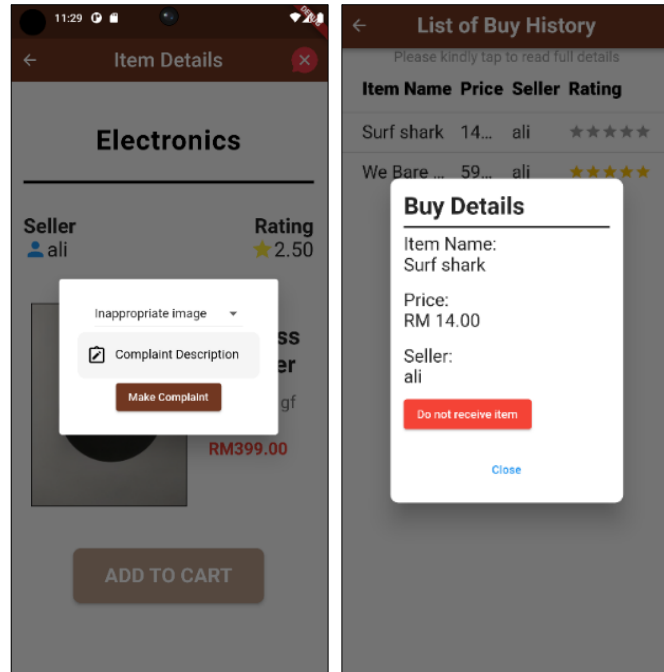 11:29
DEBUG
Item Details
Electronics
Seller
Rating
ali
2.50
Inappropriate image
ss
Complaint Description
er
Make Complaint
gf
RM399.00
ADD TO CART
List of Buy History
Please kindly tap to read full details
Item Name Price Seller Rating
Surf shark 14... ali
We Bare ... 59... ali
Buy Details
Item Name:
Surf shark
Price:
RM 14.00
Seller:
ali
Do not receive item
Close